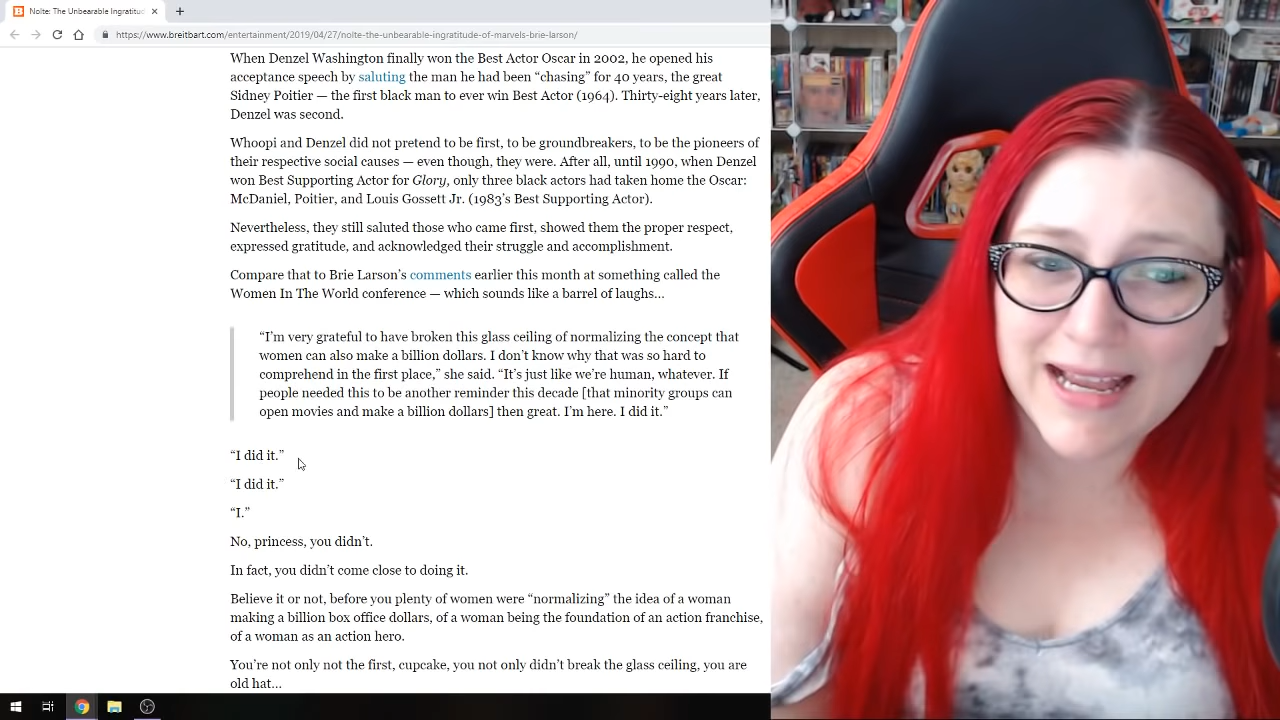 Nolte: The Unbearable Ingratitud
https://www.breitbart.com/entertainment/2019/04/27/nolte-the-unbearable-ingratitude-of-marvels-brie-larson/
When Denzel Washington finally won the Best Actor Oscar in 2002, he opened his
acceptance speech by saluting the man he had been “chasing” for 40 years, the great
Sidney Poitier — the first black man to ever win Best Actor (1964). Thirty-eight years later,
Denzel was second.
Whoopi and Denzel did not pretend to be first, to be groundbreakers, to be the pioneers of
their respective social causes — even though, they were. After all, until 1990, when Denzel
won Best Supporting Actor for Glory, only three black actors had taken home the Oscar:
McDaniel, Poitier, and Louis Gossett Jr. (1983’s Best Supporting Actor).
Nevertheless, they still saluted those who came first, showed them the proper respect,
expressed gratitude, and acknowledged their struggle and accomplishment.
Compare that to Brie Larson’s comments earlier this month at something called the
Women In The World conference — which sounds like a barrel of laughs…
“I’m very grateful to have broken this glass ceiling of normalizing the concept that
women can also make a billion dollars. I don’t know why that was so hard to
comprehend in the first place,” she said. “It’s just like we’re human, whatever. If
people needed this to be another reminder this decade [that minority groups can
open movies and make a billion dollars] then great. I’m here. I did it.”
“I did it.”
“I did it.”
“I.”
No, princess, you didn’t.
In fact, you didn’t come close to doing it.
Believe it or not, before you plenty of women were “normalizing” the idea of a woman
making a billion box office dollars, of a woman being the foundation of an action franchise,
of a woman as an action hero.
You’re not only not the first, cupcake, you not only didn’t break the glass ceiling, you are
old hat…